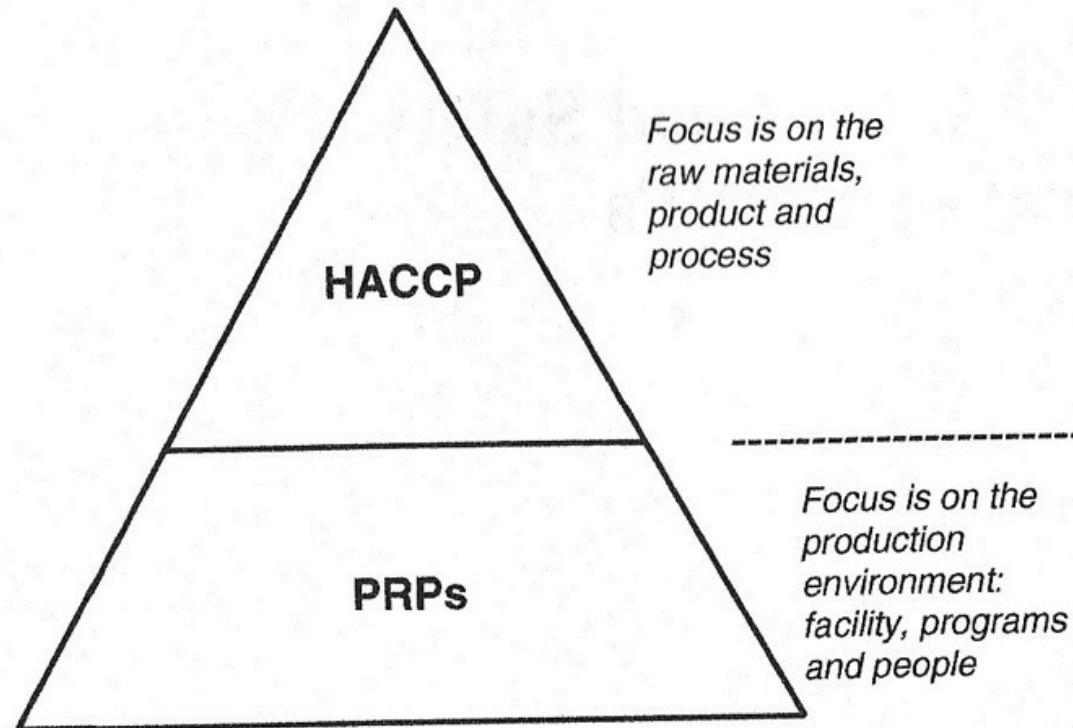 Focus is on the
raw materials,
product and
process
HACCP
Focus is on the
production
environment:
facility, programs
and people
PRPs